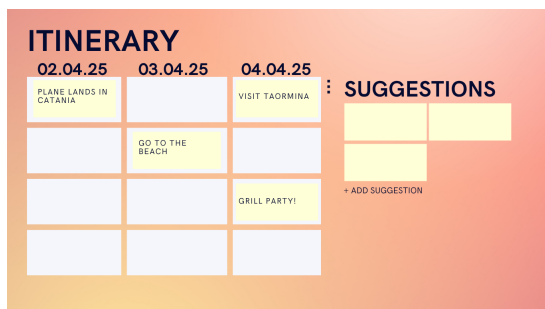 ITINERARY
02.04.25 03.04.25 04.04.25
PLANE LANDS IN
CATANIA
VISIT TAORMINA
GO TO THE
BEACH
GRILL PARTY!
SUGGESTIONS
+ ADD SUGGESTION